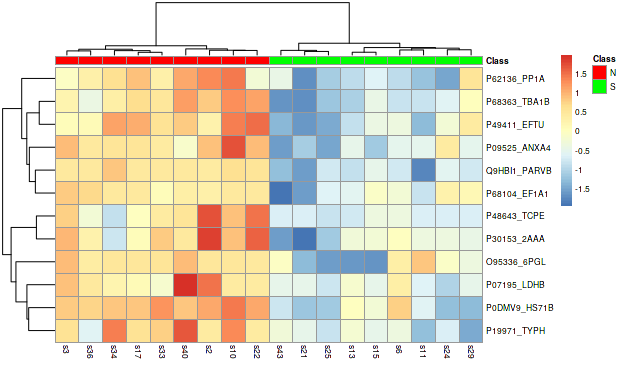 Class
P62136_PP1A
P68363_TBA1B
P49411_EFTU
P09525_ANXA4
Q9HBI1_PARVB
P68104_EF1A1
P48643_TCPE
P30153_2AAA
O95336_6PGL
P07195_LDHB
P0DMV9_HS71B
P19971_TYPH
s3 s36 s34 s17 s33 s40 s2 s10 s22 s43 s21 s25 s13 s15 s6 s11 s24 s29
1.5
1
0.5
0
-0.5
-1
-1.5
Class
N
S